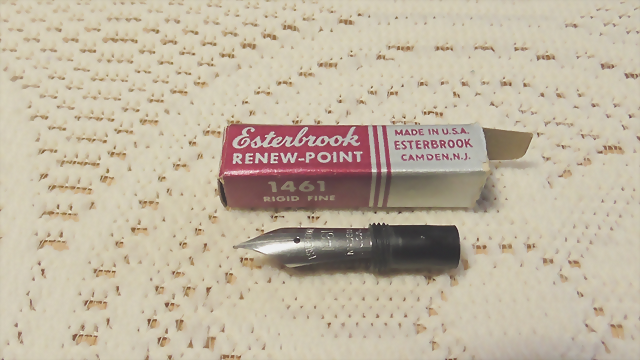 Esterbrook
RENEW-POINT
1461
RIGID FINE
MADE IN U.S.A.
ESTERBROOK
CAMDEN, N.J.